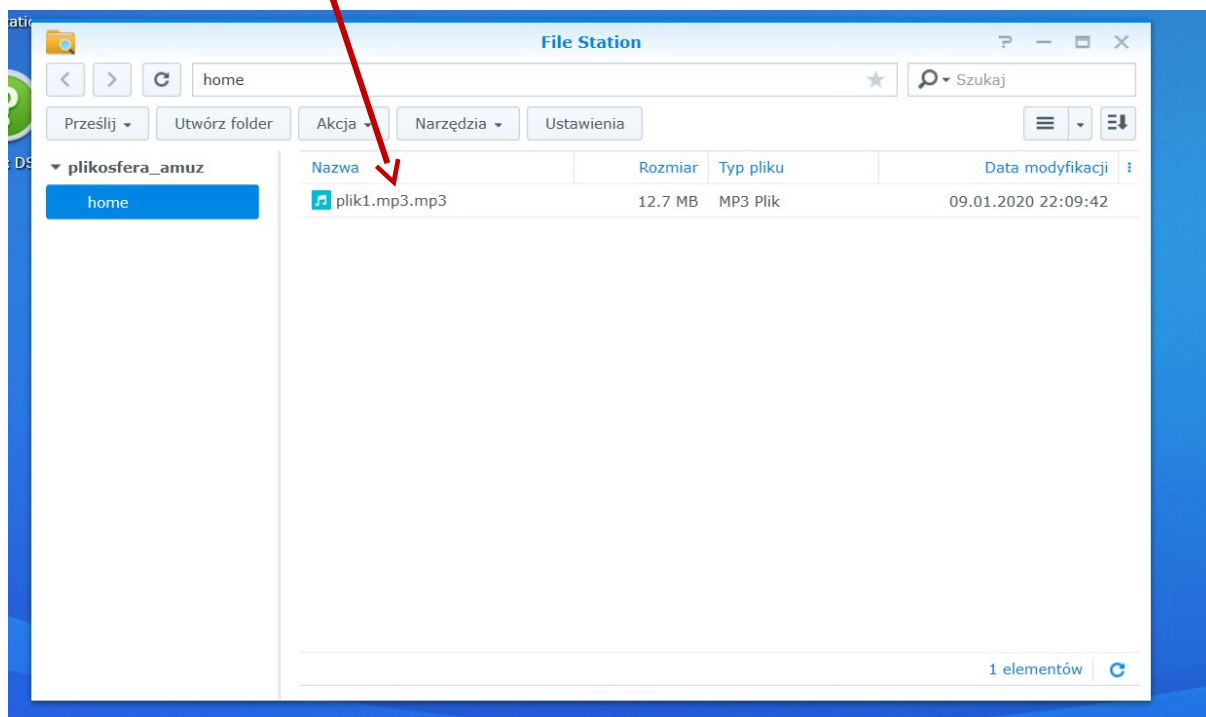 File Station
home
Szukaj
Prześlij Utwórz folder Akcja Narzędzia Ustawienia
plikosfera_amuz
home
Nazwa Rozmiar Typ pliku Data modyfikacji
plik1.mp3.mp3 12.7 MB MP3 Plik 09.01.2020 22:09:42
1 elementów